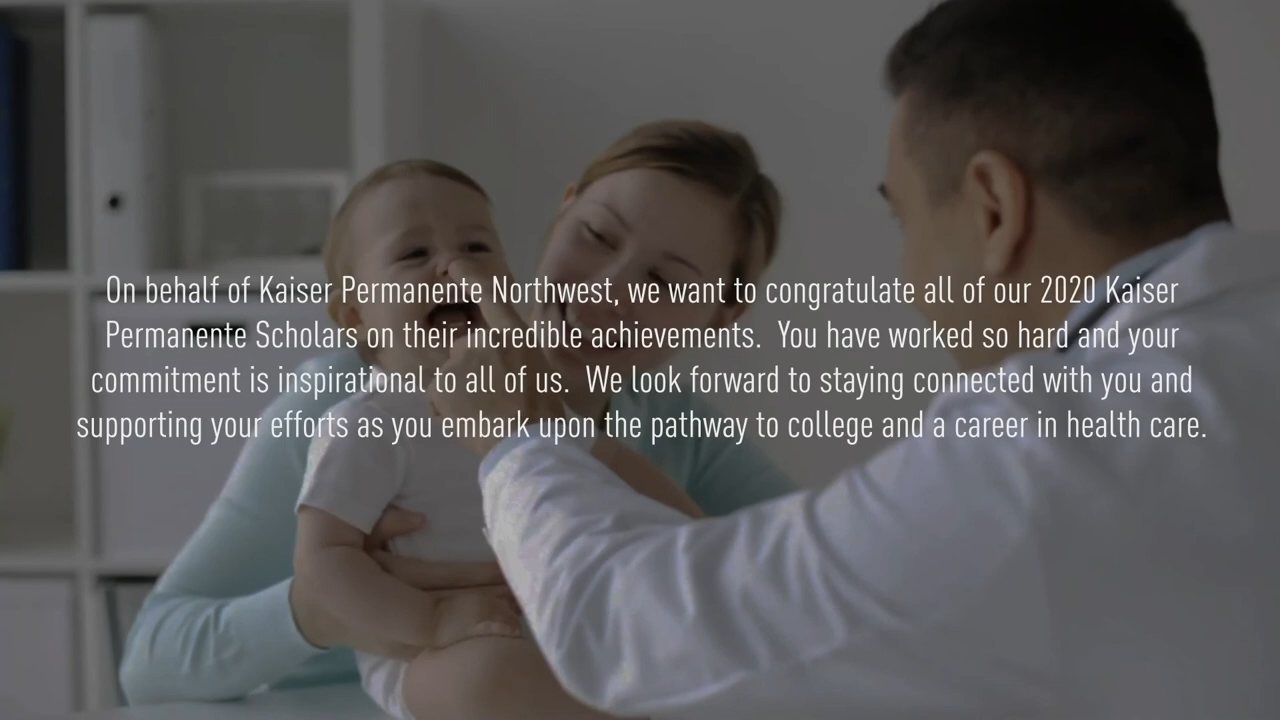 On behalf of Kaiser Permanente Northwest, we want to congratulate all of our 2020 Kaiser
Permanente Scholars on their incredible achievements.  You have worked so hard and your
commitment is inspirational to all of us.  We look forward to staying connected with you and
supporting your efforts as you embark upon the pathway to college and a career in health care.